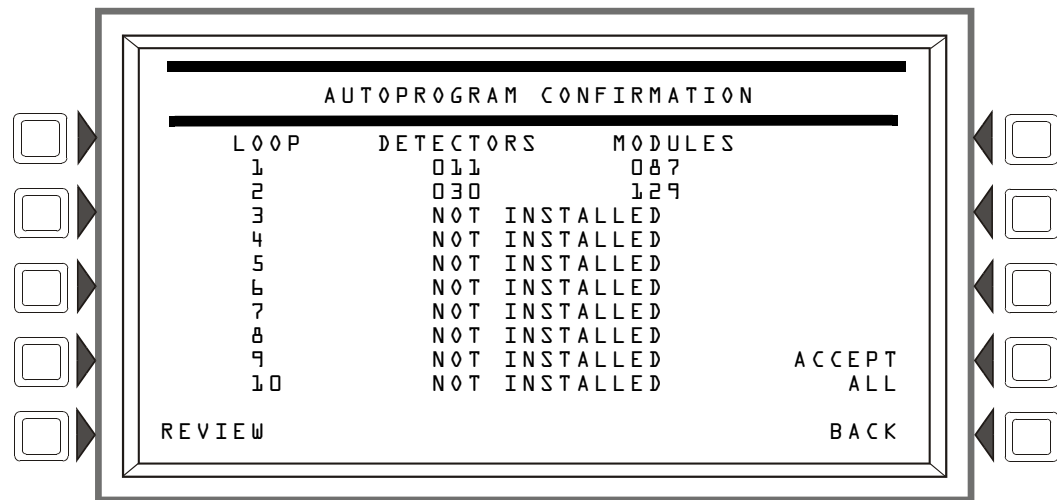 AUTOPROGRAM CONFIRMATION
LOOP DETECTORS MODULES
1 011 087
2 030 129
3 NOT INSTALLED
4 NOT INSTALLED
5 NOT INSTALLED
6 NOT INSTALLED
7 NOT INSTALLED
8 NOT INSTALLED
9 NOT INSTALLED ACCEPT
10 NOT INSTALLED ALL
REVIEW BACK